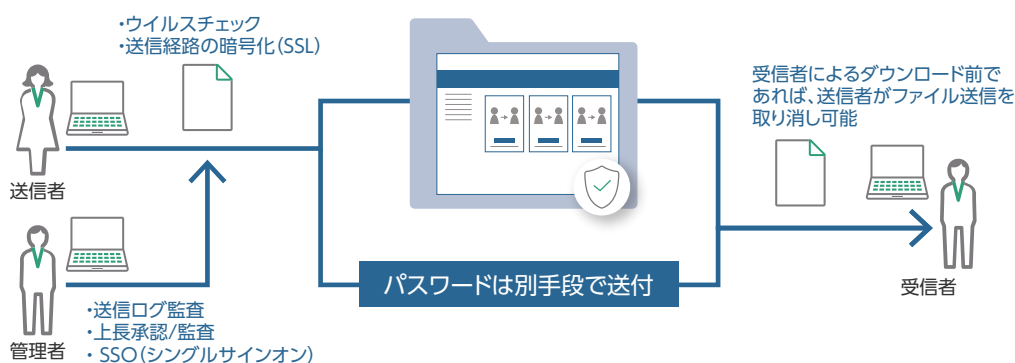 ・ウイルスチェック
・送信経路の暗号化(SSL)
送信者
管理者
・送信ログ監査
・上長承認/監査
・SSO(シングルサインオン)
パスワードは別手段で送付
受信者によるダウンロード前で
あれば、送信者がファイル送信を
取り消し可能
受信者